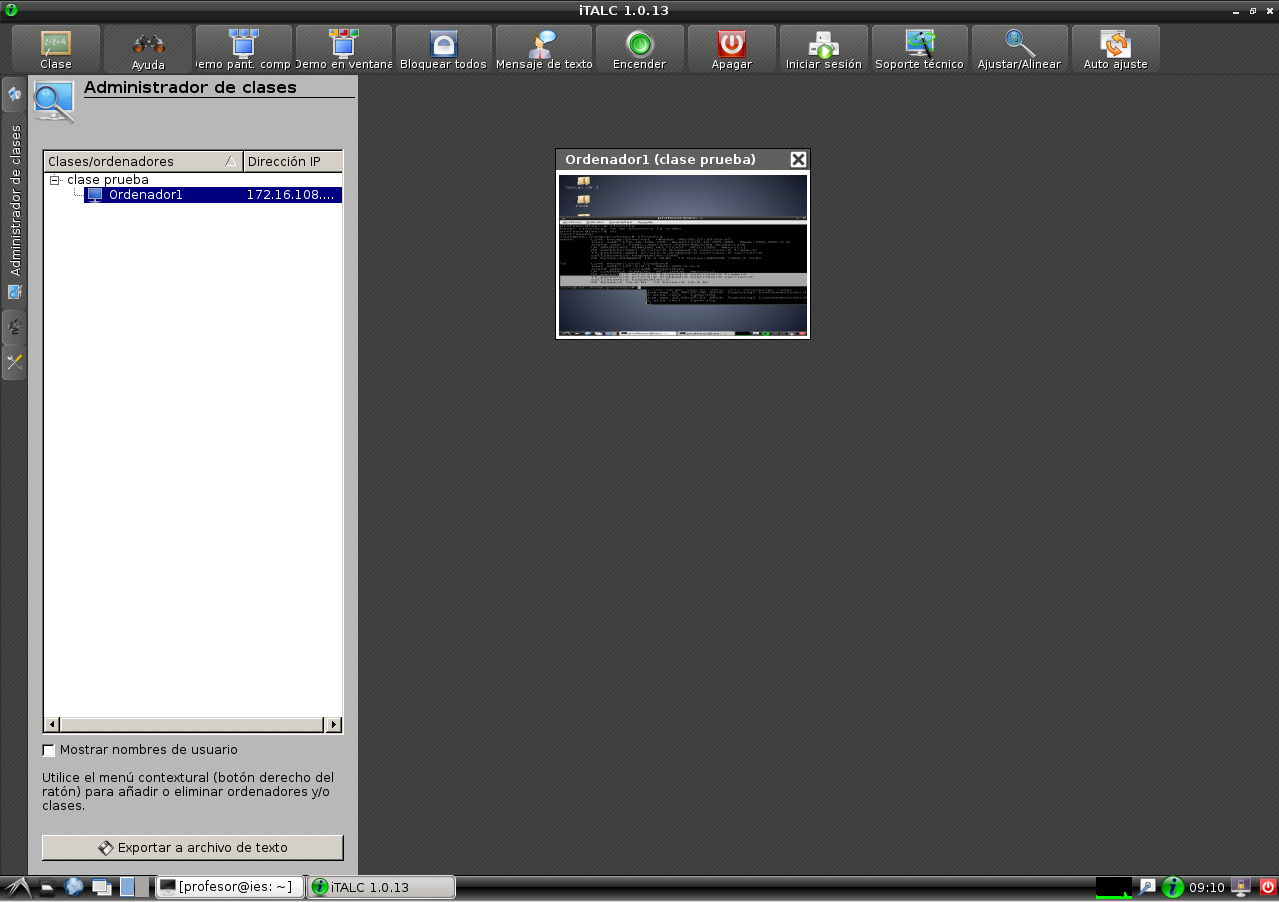 iTALC 1.0.13
Clase
Ayuda
emo pant. comp
Demo en ventana
Bloquear todos
Mensaje de texto
Encender
Apagar
Iniciar sesión
Soporte técnico
Ajustar/Alinear
Auto ajuste
Administrador de clases
Administrador de clases
Clases/ordenadores
Dirección IP
clase prueba
Ordenador1 172.16.108....
Ordenador1 (clase prueba)
Mostrar nombres de usuario
Utilice el menú contextural (botón derecho del
ratón) para añadir o eliminar ordenadores y/o
clases.
Exportar a archivo de texto
[profesor@ies: ~]
iTALC 1.0.13
09:10